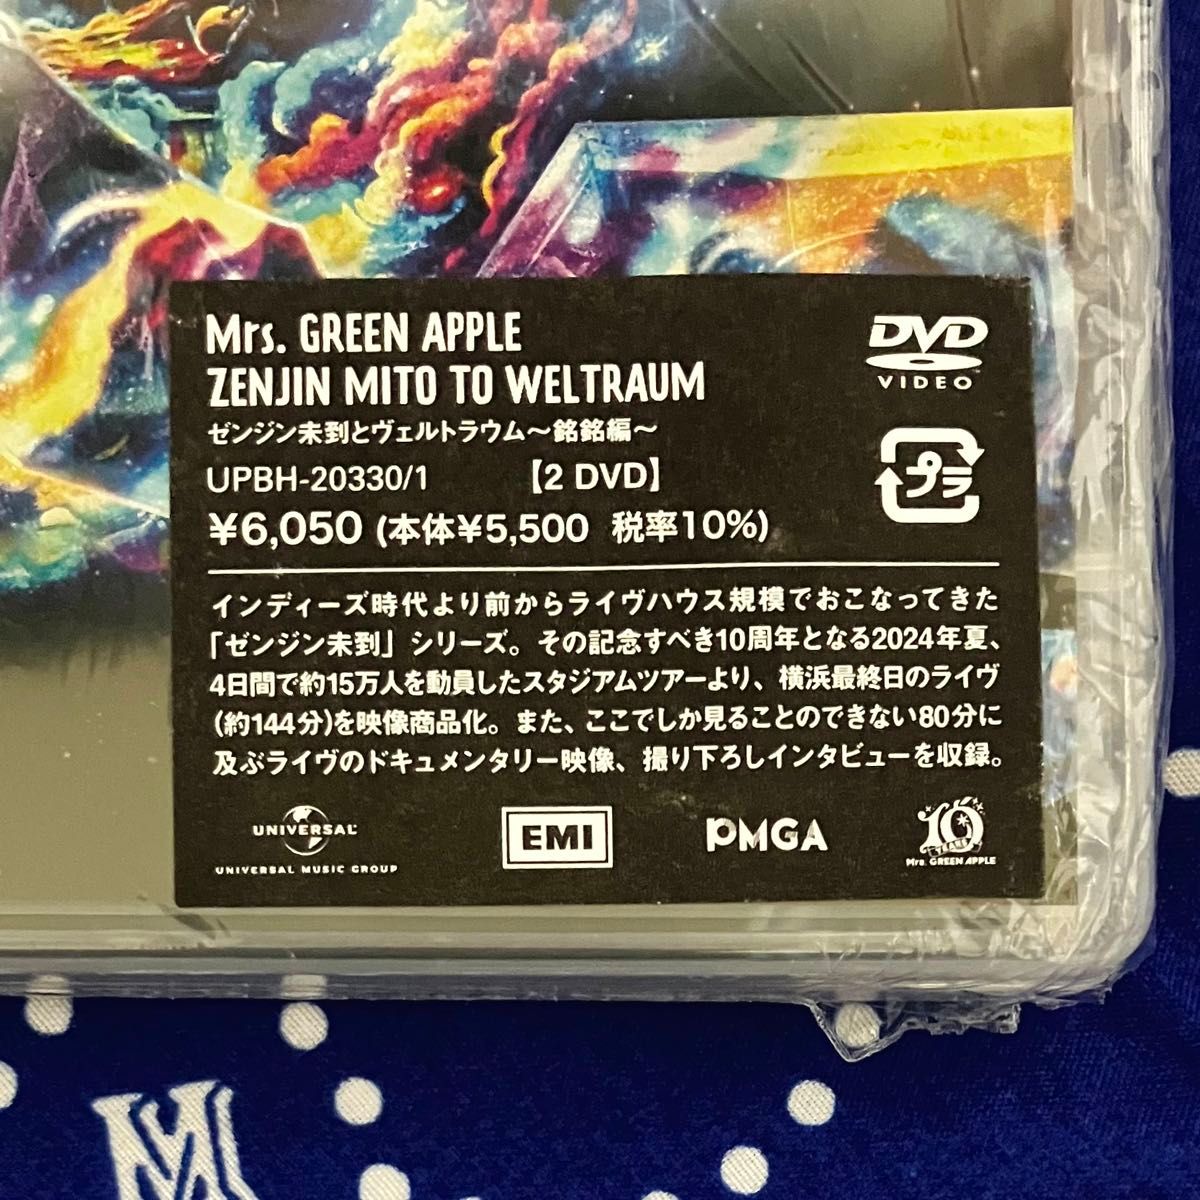 Mrs. GREEN APPLE
ZENJIN MITO TO WELTRAUM
ゼンジン未到とヴェルトラウム〜銘銘編〜
UPBH-20330/1 【2 DVD】
¥6,050 (本体¥5,500 税率10%)
DVD
VIDEO
プラ
インディーズ時代より前からライヴハウス規模でおこなってきた
「ゼンジン未到」シリーズ。その記念すべき10周年となる2024年夏、
4日間で約15万人を動員したスタジアムツアーより、横浜最終日のライヴ
(約144分)を映像商品化。また、ここでしか見ることのできない80分に
及ぶライヴのドキュメンタリー映像、撮り下ろしインタビューを収録。
UNIVERSAL
UNIVERSAL MUSIC GROUP
EMI
PMGA
10
YEARS
Mrs. GREEN APPLE